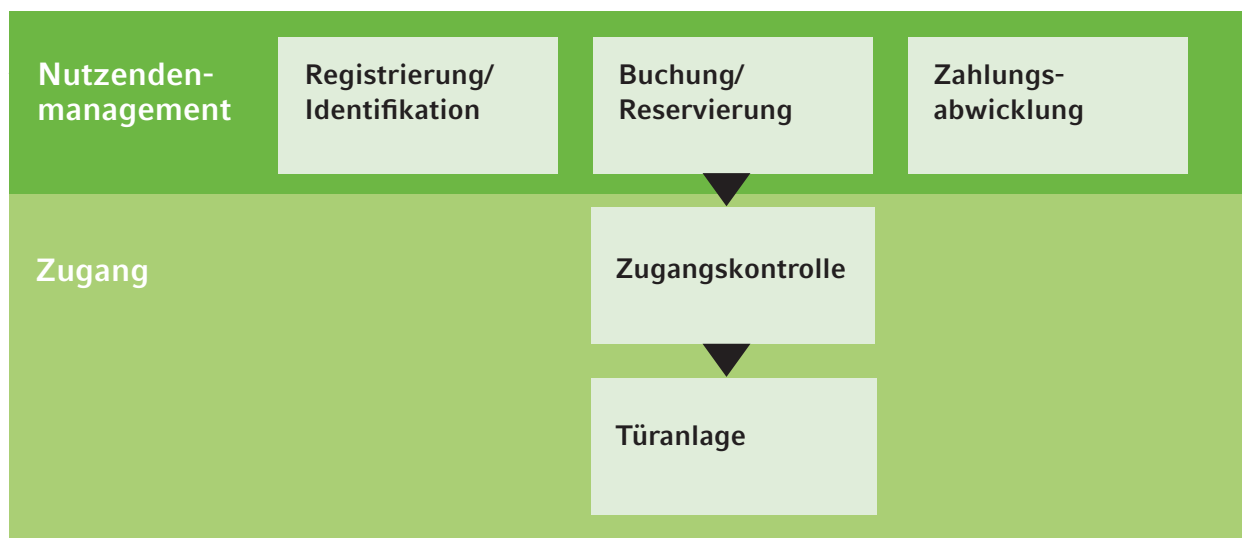 Nutzenden-
management
Registrierung/
Identifikation
Buchung/
Reservierung
Zahlungs-
abwicklung
Zugang
Zugangskontrolle
Türanlage